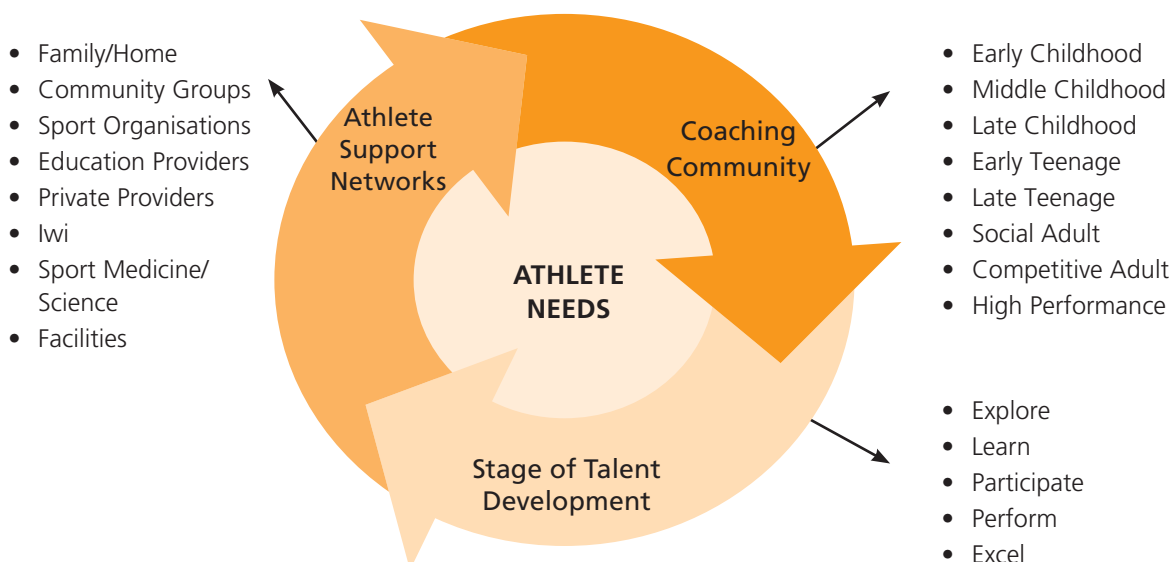 • Family/Home
• Community Groups
• Sport Organisations
• Education Providers
• Private Providers
• Iwi
• Sport Medicine/
Science
• Facilities
Athlete
Support
Networks
Coaching
Community
ATHLETE
NEEDS
Stage of Talent
Development
• Early Childhood
• Middle Childhood
• Late Childhood
• Early Teenage
• Late Teenage
• Social Adult
• Competitive Adult
• High Performance
• Explore
• Learn
• Participate
• Perform
• Excel